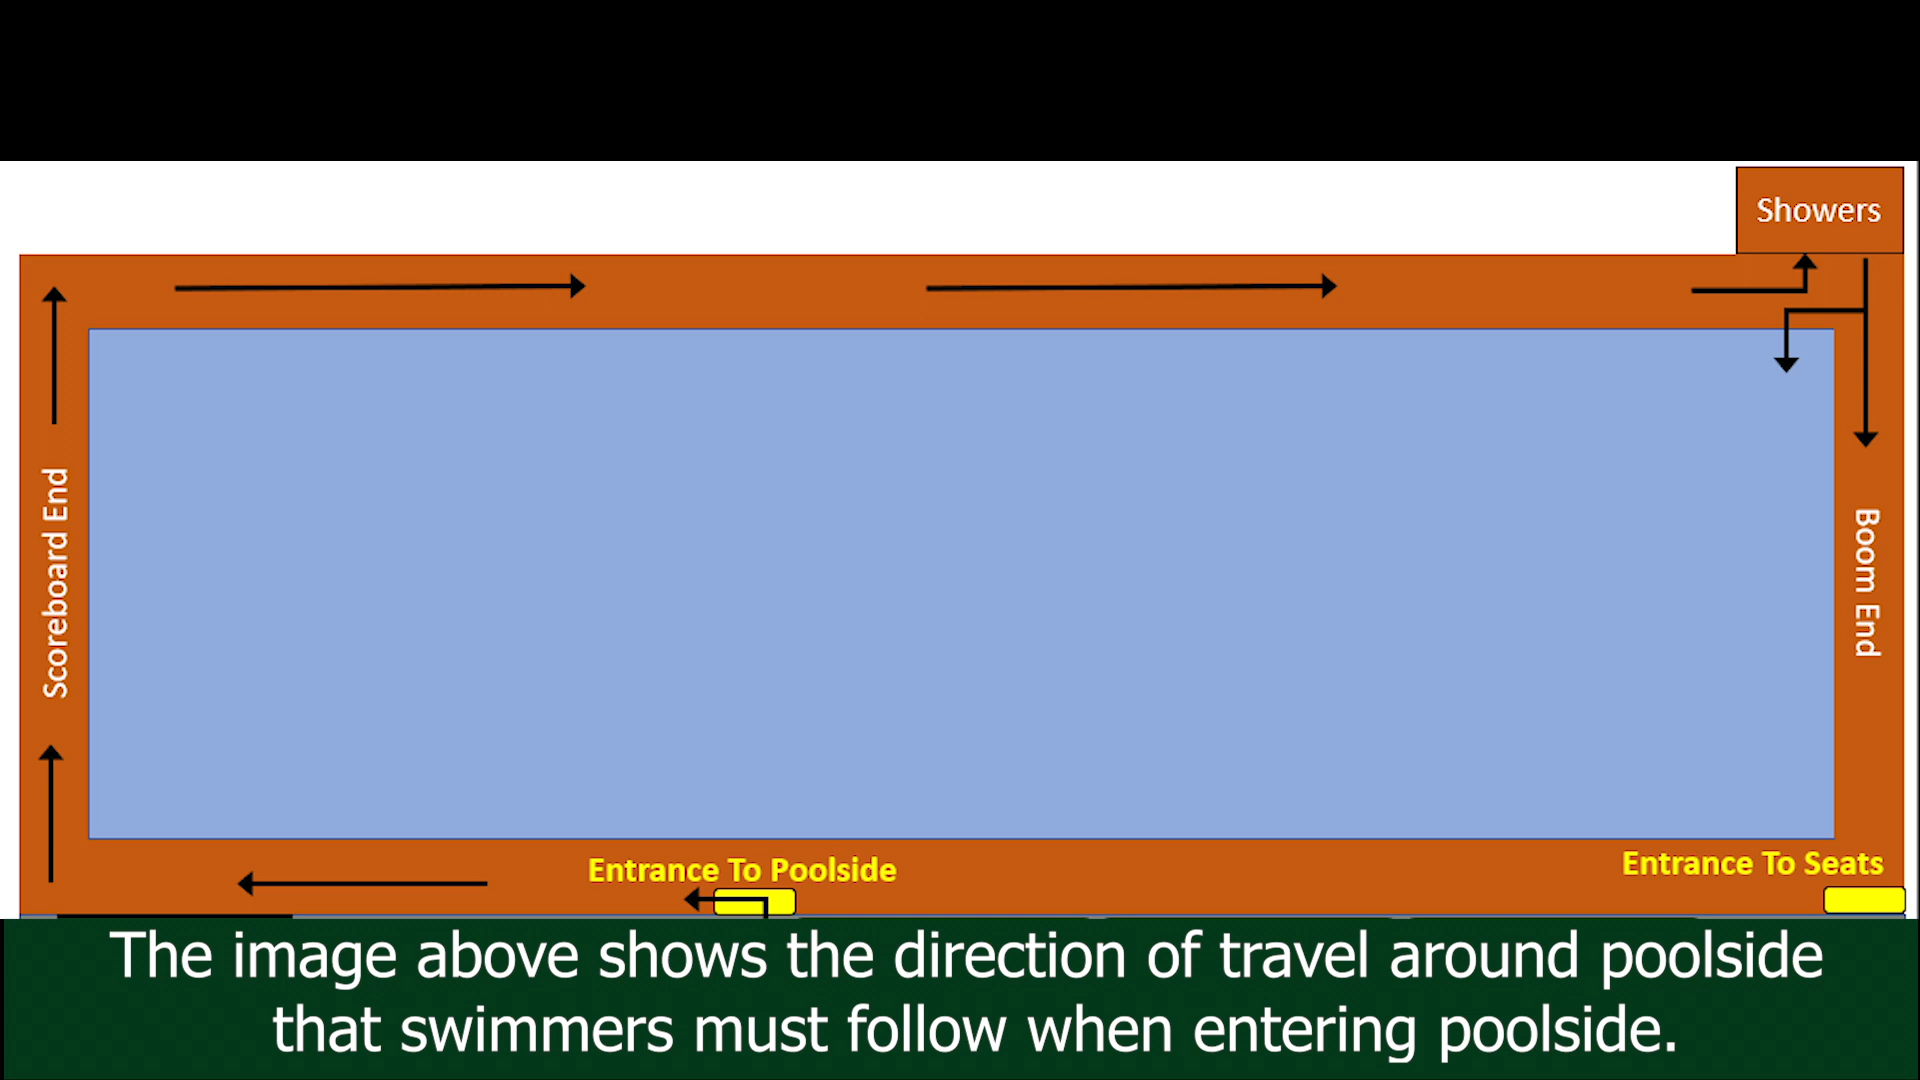 Showers
Scoreboard End
Boom End
Entrance To Poolside
Entrance To Seats
The image above shows the direction of travel around poolside
that swimmers must follow when entering poolside.